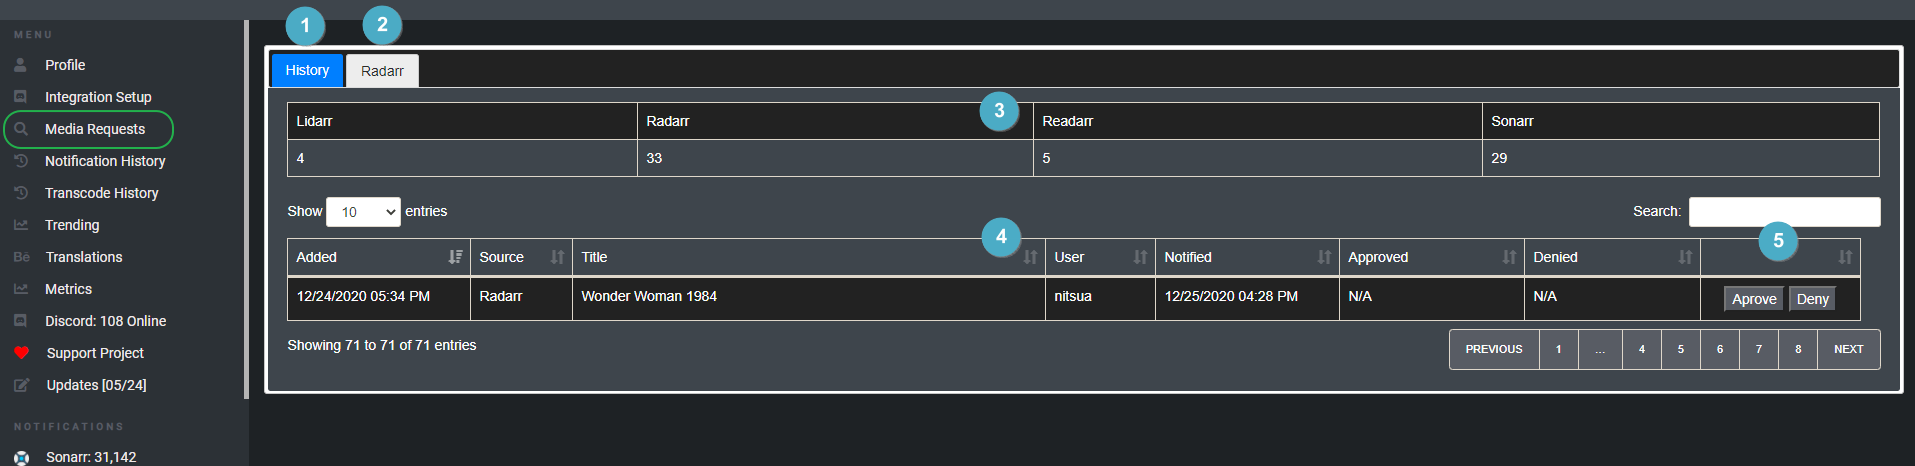 MENU
Profile
Integration Setup
Media Requests
Notification History
Transcode History
Trending
Bē Translations
Metrics
Discord: 108 Online
Support Project
Updates [05/24]
NOTIFICATIONS
Sonarr: 31,142
1 2
History Radarr
3
Lidarr Radarr Readarr Sonarr
4 33 5 29
Show 10 entries Search:
4 5
Added Source Title User Notified Approved Denied
12/24/2020 05:34 PM Radarr Wonder Woman 1984 nitsua 12/25/2020 04:28 PM N/A N/A Aprove Deny
Showing 71 to 71 of 71 entries PREVIOUS 1 ... 4 5 6 7 8 NEXT